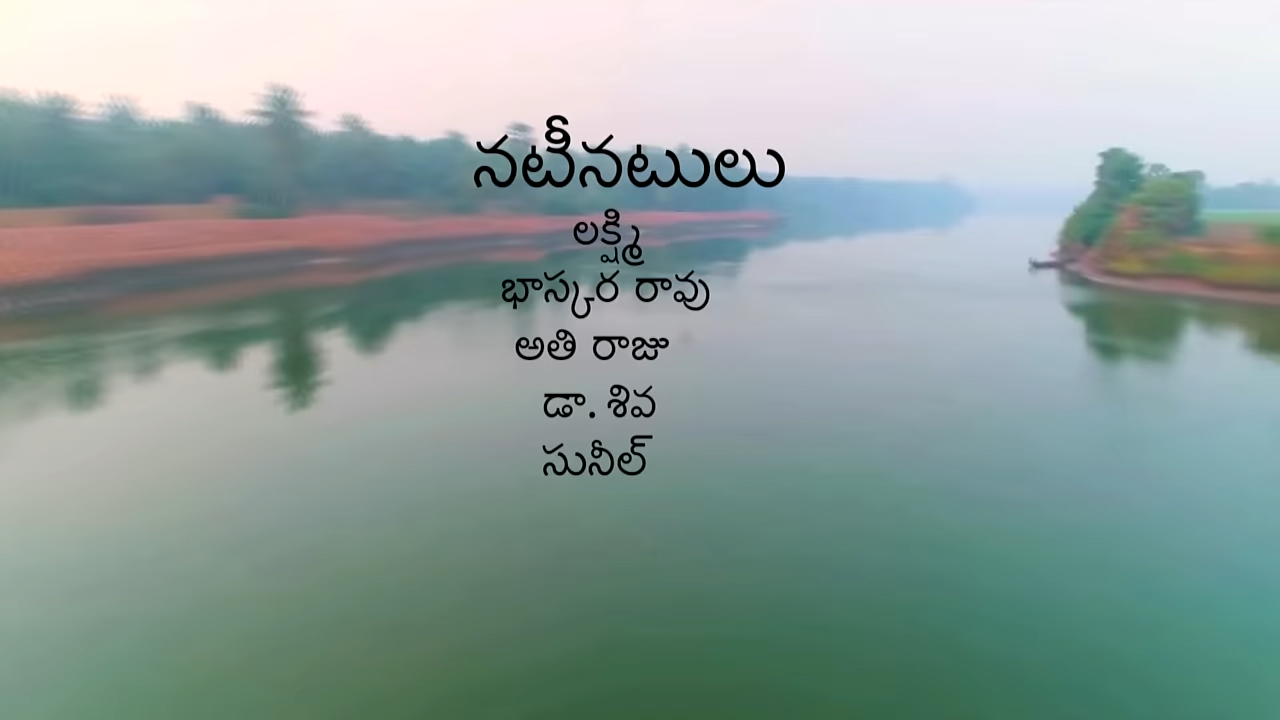 నటీనటులు
లక్ష్మి
భాస్కర రావు
అతి రాజు
డా. శివ
సునీల్